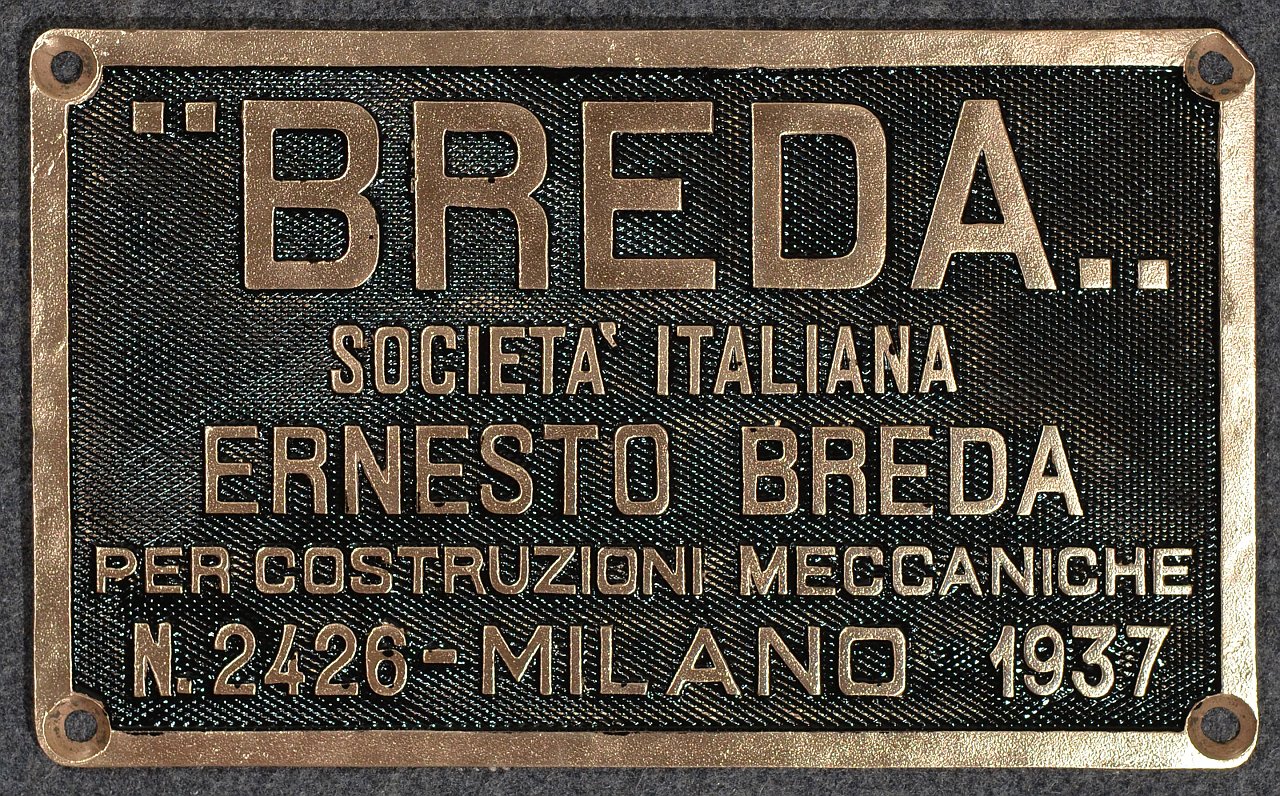 "BREDA..
SOCIETA' ITALIANA
ERNESTO BREDA
PER COSTRUZIONI MECCANICHE
N. 2426 - MILANO 1937